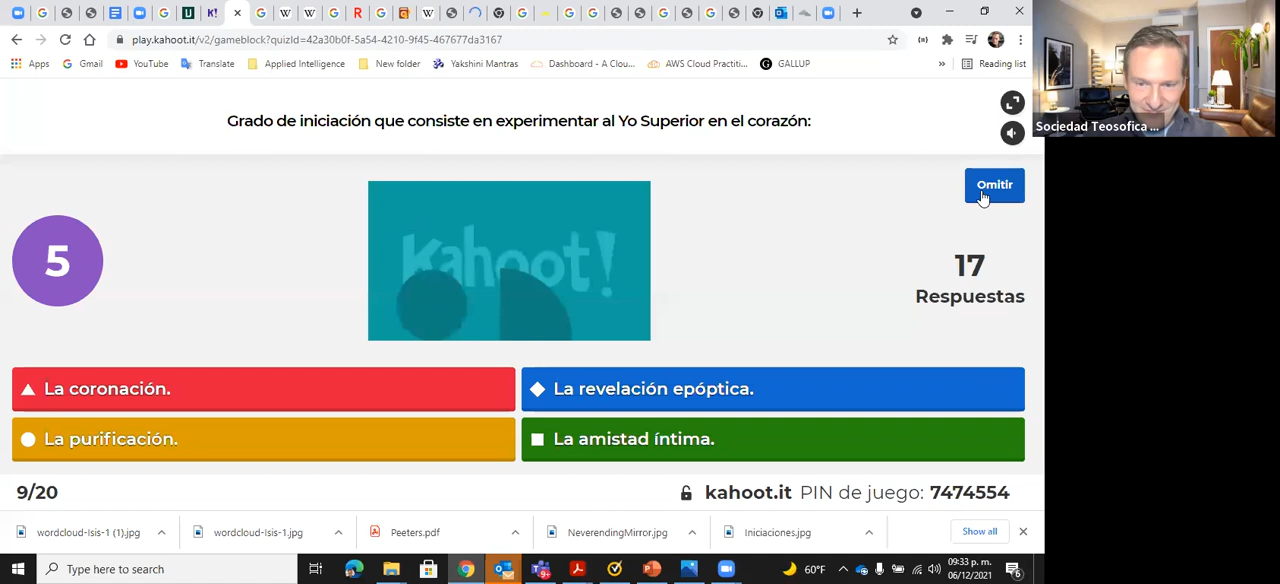 play.kahoot.it/v2/gameblock?quizId=42a30b0f-5a54-4210-9f45-467677da3167
Apps Gmail YouTube Translate Applied Intelligence New folder Yakshini Mantras Dashboard - A Clou... AWS Cloud Practiti... GALLUP » Reading list
Sociedad Teosofica ...
Grado de iniciación que consiste en experimentar al Yo Superior en el corazón:
Omitir
5
Kahoot!
17
Respuestas
La coronación.
La revelación epóptica.
La purificación.
La amistad íntima.
9/20
kahoot.it PIN de juego: 7474554
wordcloud-Isis-1 (1).jpg wordcloud-Isis-1.jpg Peeters.pdf NeverendingMirror.jpg Iniciaciones.jpg Show all
Type here to search
60°F
09:33 p. m.
06/12/2021
6